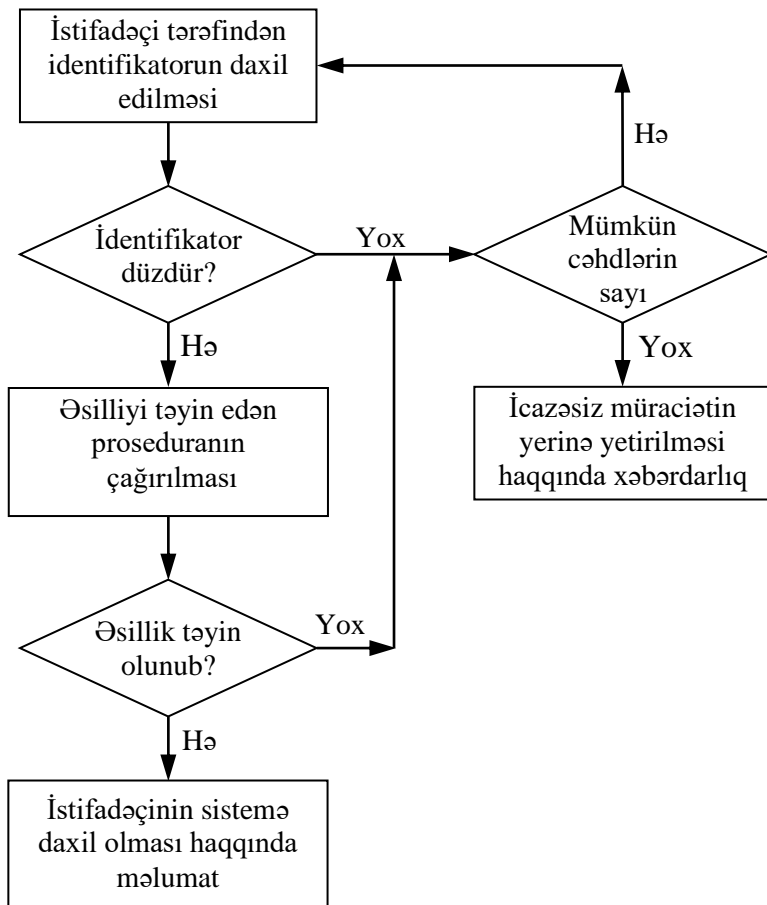 İstifadəçi tərəfindən
identifikatorun daxil
edilməsi
Hə
İdentifikator
düzdür?
Yox
Mümkün
cəhdlərin
sayı
Hə
Yox
Əsilliyi təyin edən
proseduranın
çağırılması
İcazəsiz müraciətin
yerinə yetirilməsi
haqqında xəbərdarlıq
Əsillik təyin
olunub?
Yox
Hə
İstifadəçinin sistemə
daxil olması haqqında
məlumat